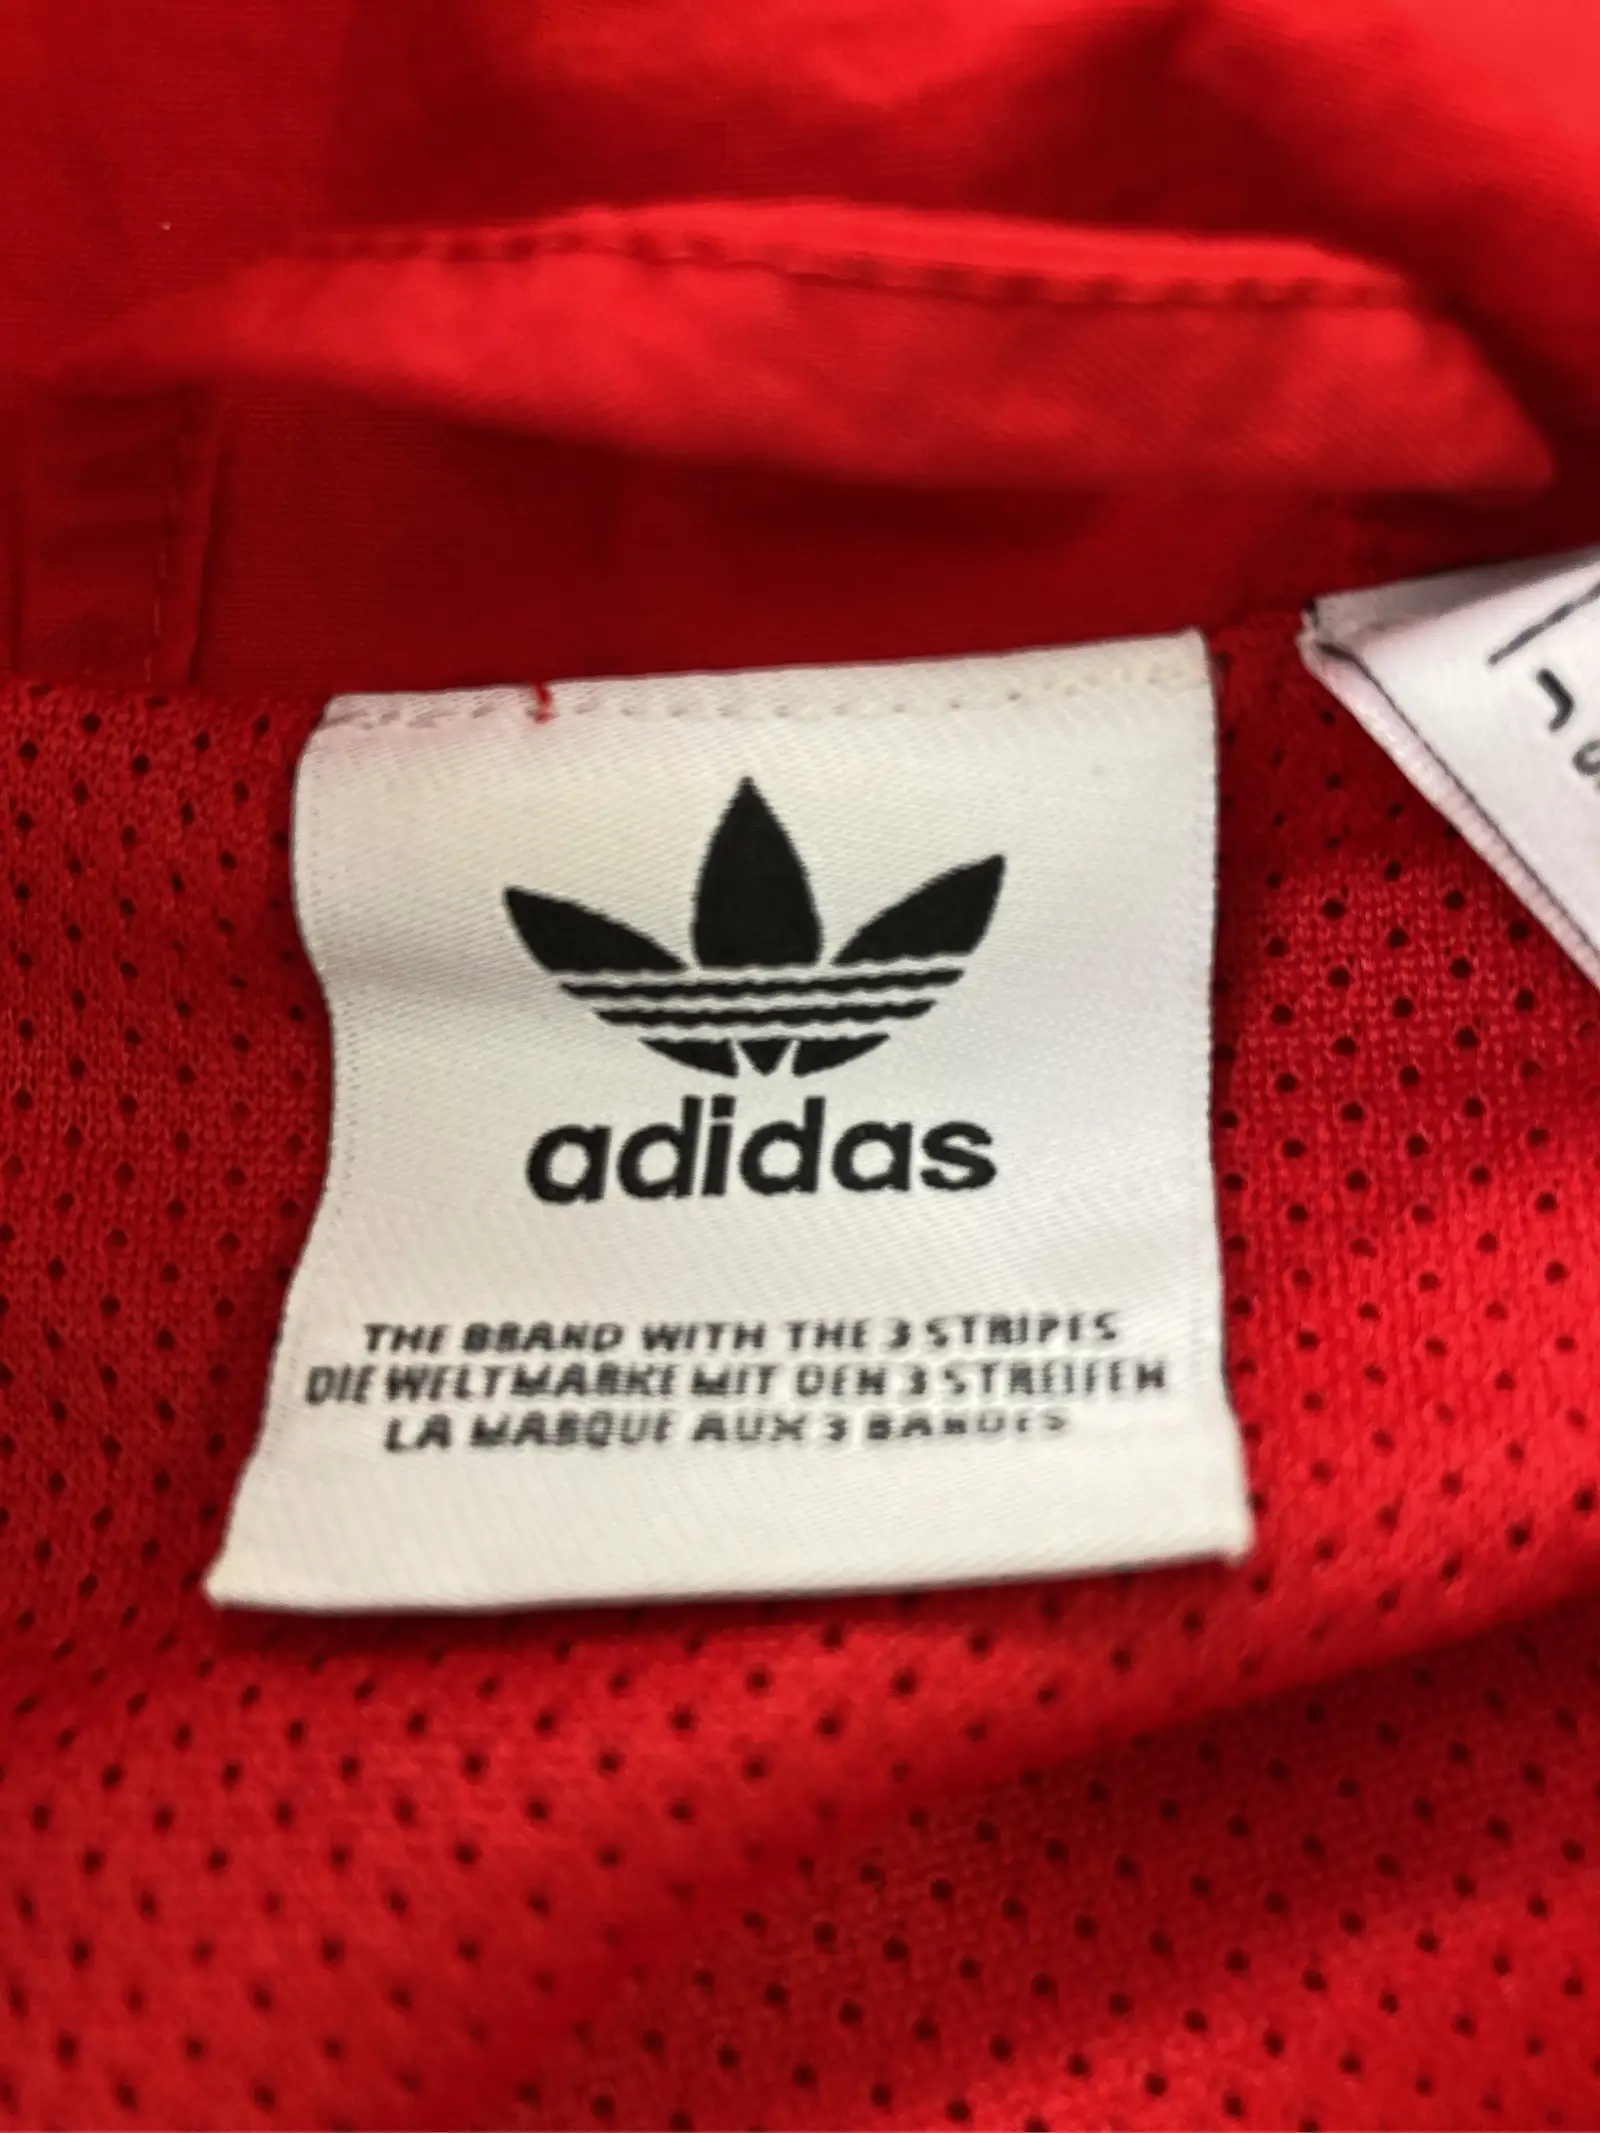 adidas
THE BRAND WITH THE 3 STRIPES
DIE WELTMARKE MIT DEN 3 STREIFEN
LA MARQUE AUX 3 BANDES